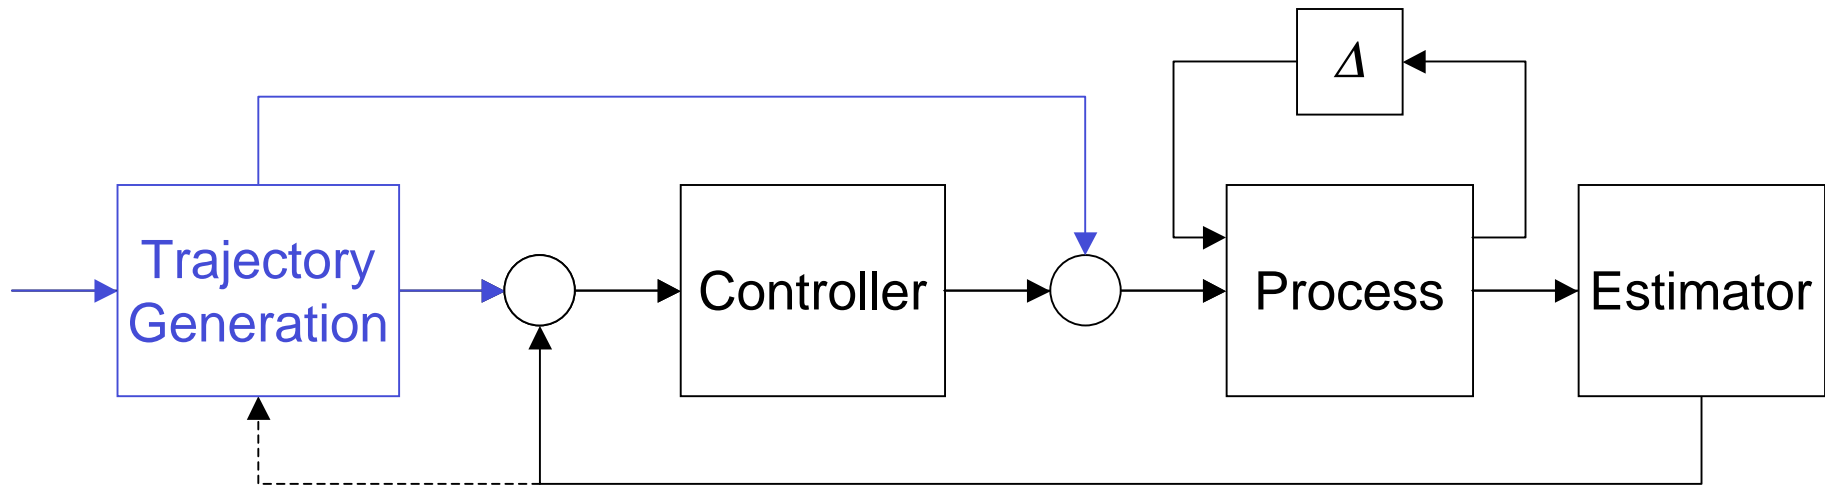 Δ
Trajectory
Generation
Controller
Process
Estimator